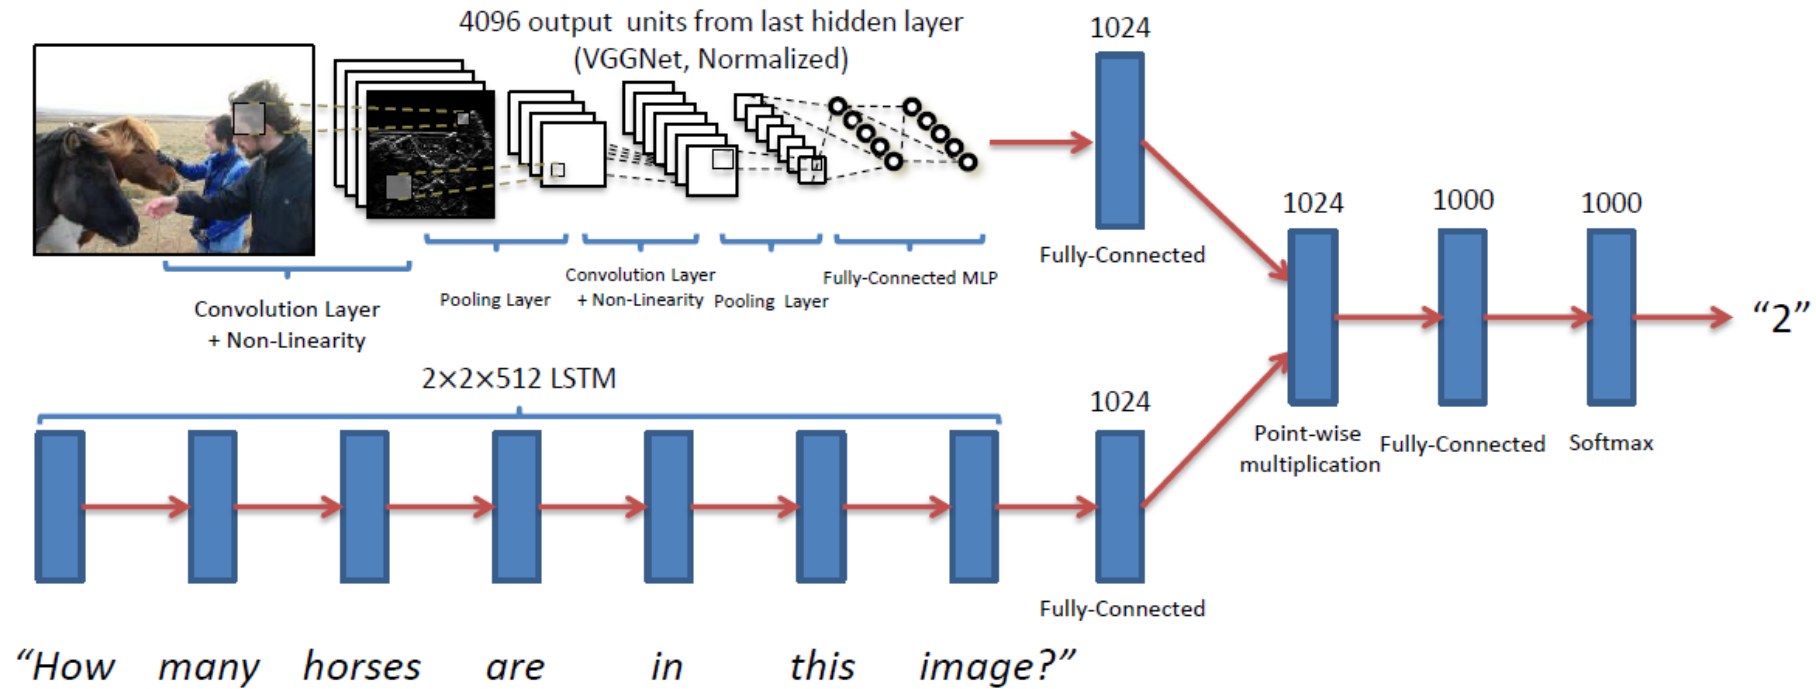 4096 output units from last hidden layer
(VGGNet, Normalized)
1024
Fully-Connected
Convolution Layer
+ Non-Linearity
Pooling Layer
Convolution Layer
+ Non-Linearity
Pooling Layer
Fully-Connected MLP
2×2×512 LSTM
1024
Fully-Connected
1024
Point-wise
multiplication
1000
Fully-Connected
1000
Softmax
“2”
“How many horses are in this image?”